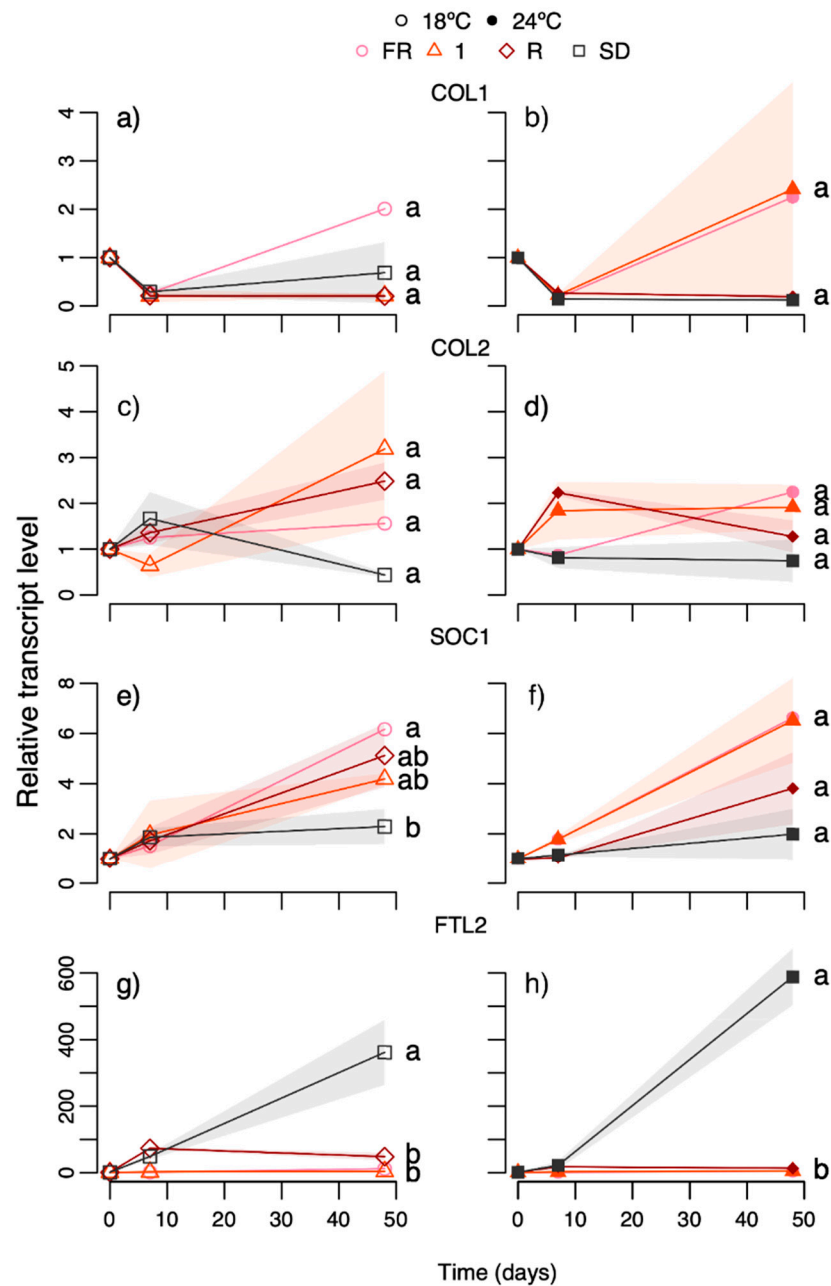 18ºC 24ºC
FR 1 R SD
COL1
a) b)
4
3
2
1
0
a
a
a
a
a
COL2
c) d)
5
4
3
2
1
0
a
a
a
a
a
a
a
a
SOC1
e) f)
8
6
4
2
0
a
ab
ab
b
a
a
a
FTL2
g) h)
600
400
200
0
a
b
b
a
b
0 10 20 30 40 50 0 10 20 30 40 50
Relative transcript level
Time (days)